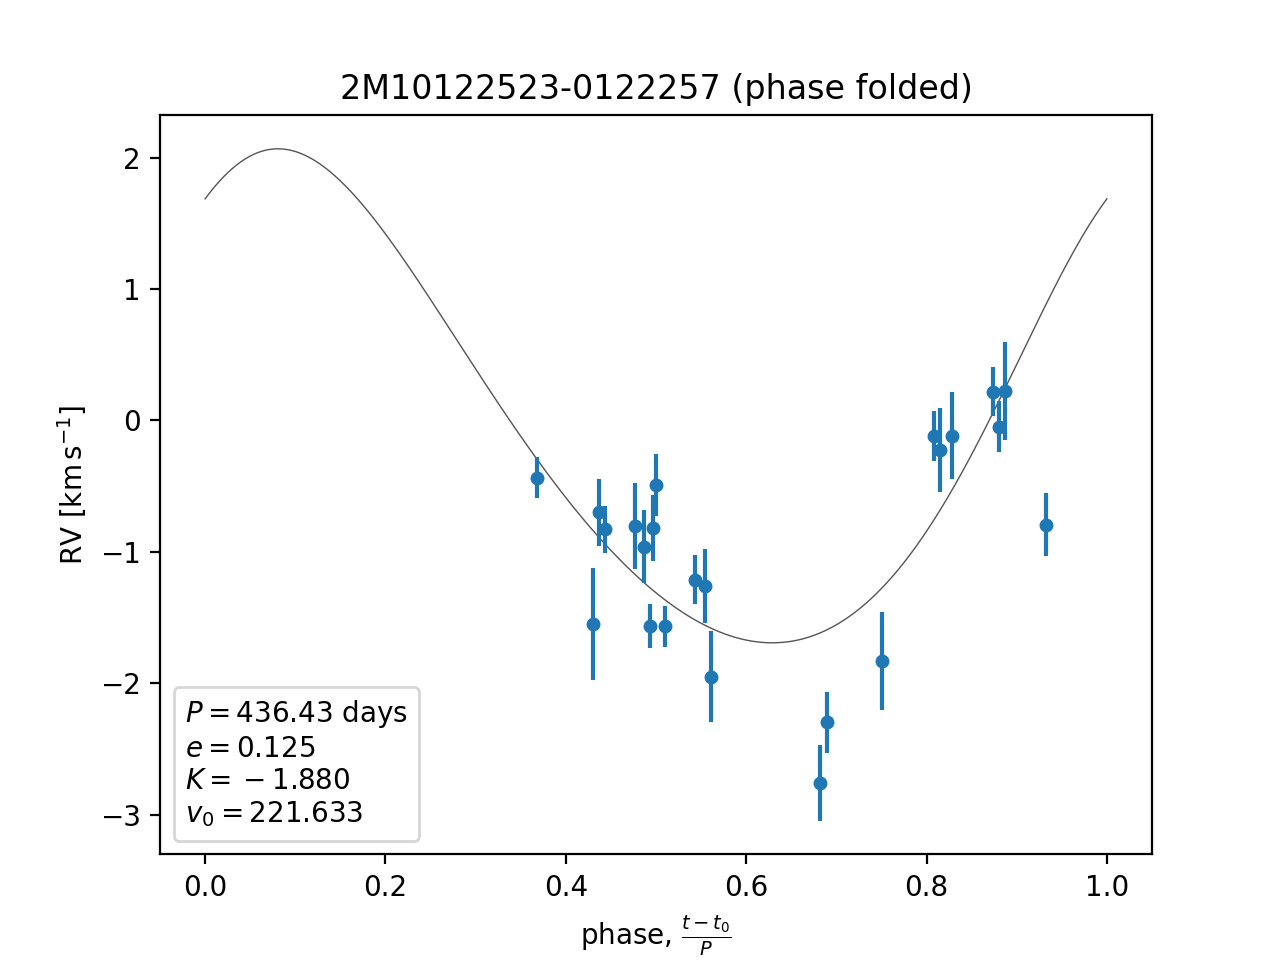 2M10122523-0122257 (phase folded)
RV [km s⁻¹]
2
1
0
−1
−2
−3
P = 436.43 days
e = 0.125
K = −1.880
v₀ = 221.633
0.0 0.2 0.4 0.6 0.8 1.0
phase, (t − t₀)/P